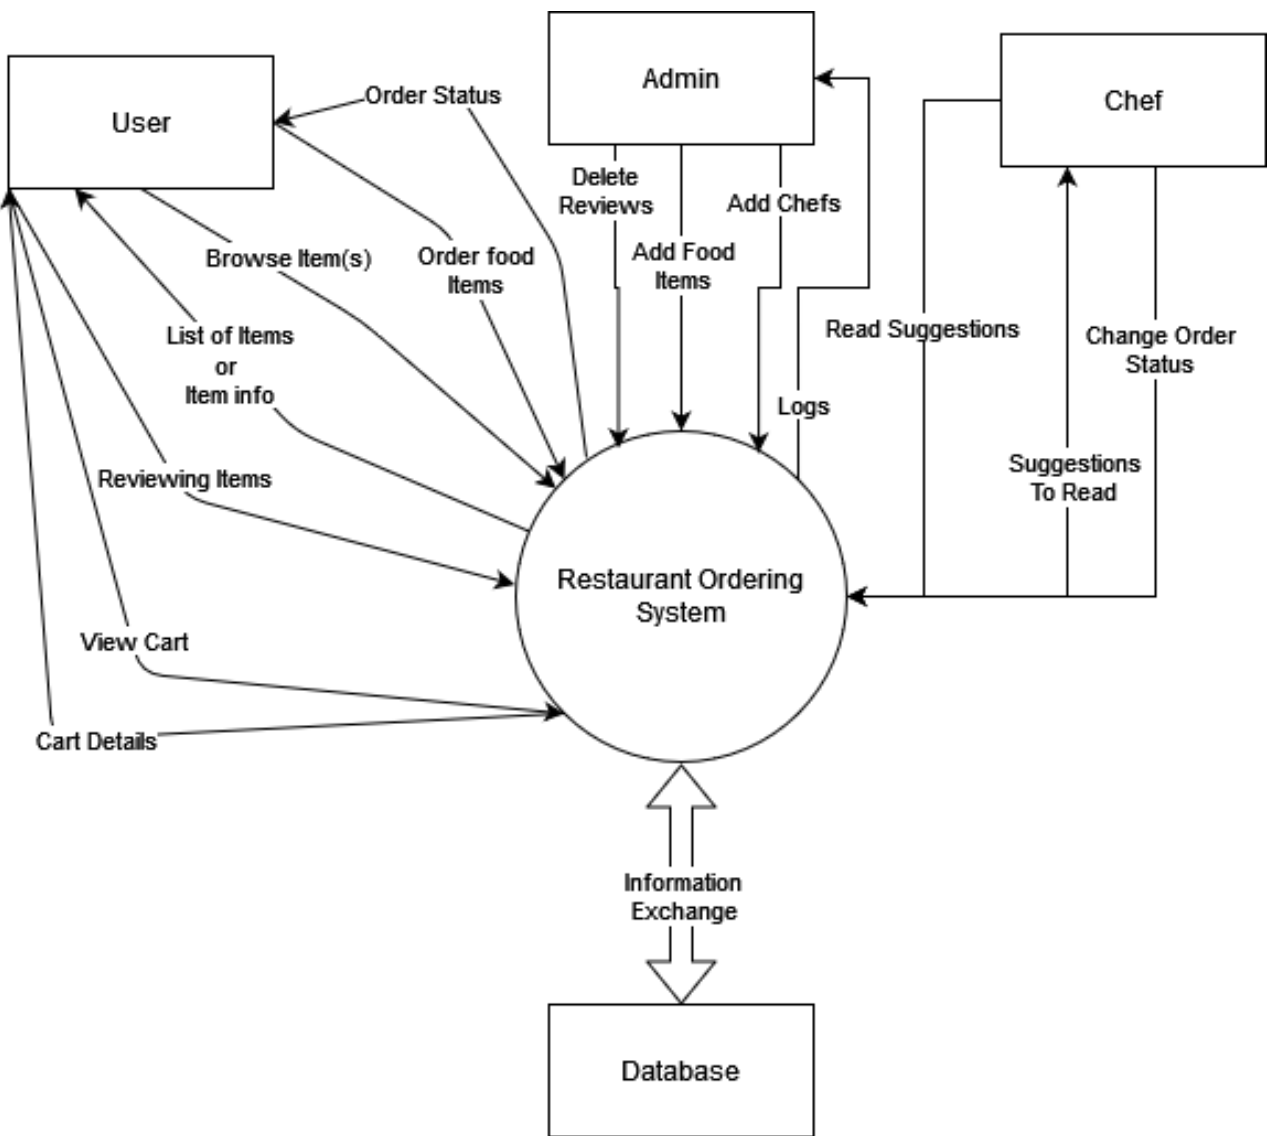 User
Order Status
Admin
Chef
Delete
Reviews
Add Chefs
Add Food
Items
Browse Item(s)
Order food
Items
List of Items
or
Item info
Read Suggestions
Change Order
Status
Logs
Reviewing Items
Suggestions
To Read
Restaurant Ordering
System
View Cart
Cart Details
Information
Exchange
Database